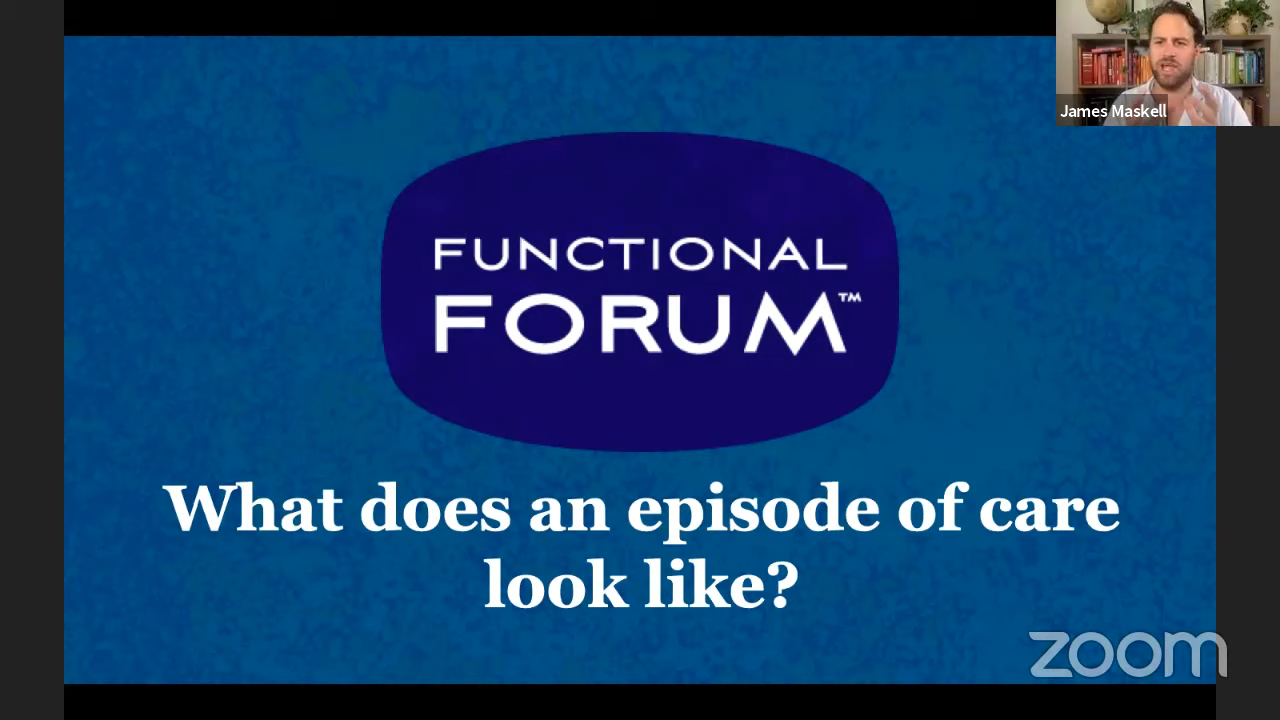 James Maskell
FUNCTIONAL
FORUM™
What does an episode of care
look like?
zoom